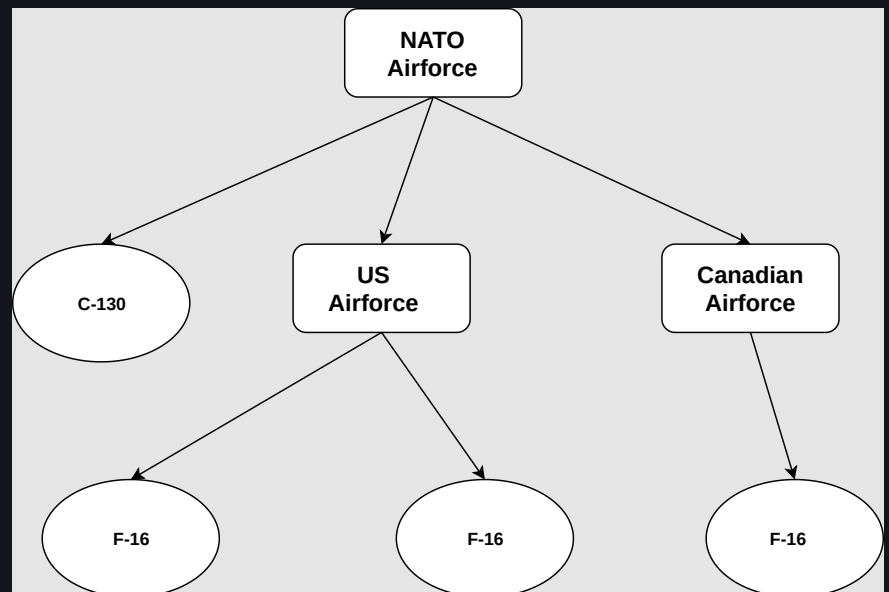 NATO
Airforce
C-130
US
Airforce
Canadian
Airforce
F-16
F-16
F-16